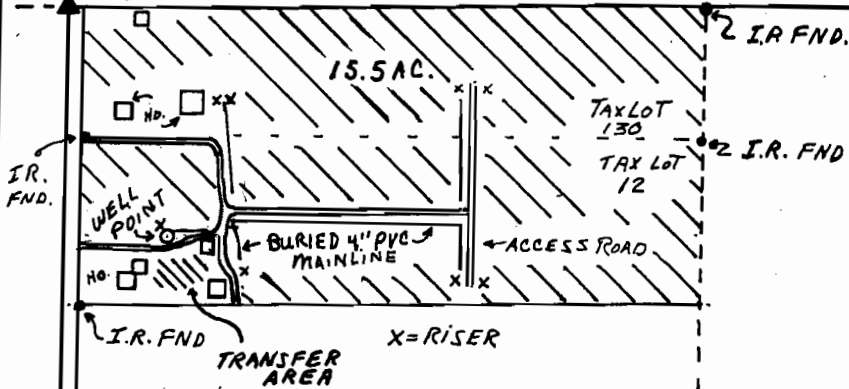 I.R FND.
15.5 AC.
HO.
XX
X
X
TAX LOT
130
I.R. FND
TAX LOT
12
I.R.
FND.
WELL
POINT
X
X
BURIED 4" PVC
MAINLINE
ACCESS ROAD
HO.
X
X
X
I.R. FND
X=RISER
TRANSFER
AREA